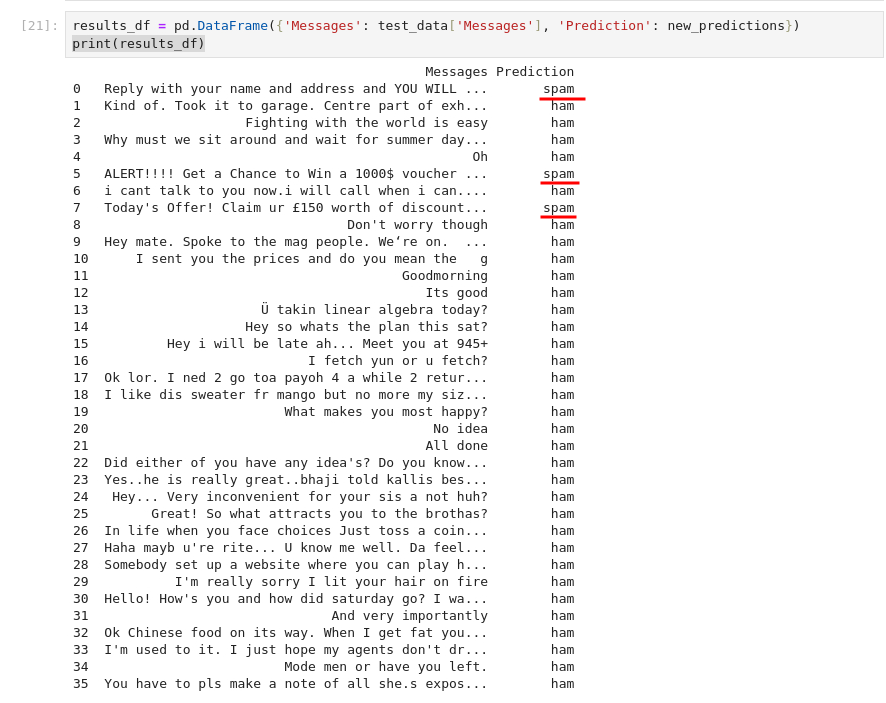 [21]: results_df = pd.DataFrame({'Messages': test_data['Messages'], 'Prediction': new_predictions})
print(results_df)
Messages Prediction
0 Reply with your name and address and YOU WILL ... spam
1 Kind of. Took it to garage. Centre part of exh... ham
2 Fighting with the world is easy ham
3 Why must we sit around and wait for summer day... ham
4 Oh ham
5 ALERT!!!! Get a Chance to Win a 1000$ voucher ... spam
6 i cant talk to you now.i will call when i can.... ham
7 Today's Offer! Claim ur £150 worth of discount... spam
8 Don't worry though ham
9 Hey mate. Spoke to the mag people. We‘re on. ... ham
10 I sent you the prices and do you mean the g ham
11 Goodmorning ham
12 Its good ham
13 Ü takin linear algebra today? ham
14 Hey so whats the plan this sat? ham
15 Hey i will be late ah... Meet you at 945+ ham
16 I fetch yun or u fetch? ham
17 Ok lor. I ned 2 go toa payoh 4 a while 2 retur... ham
18 I like dis sweater fr mango but no more my siz... ham
19 What makes you most happy? ham
20 No idea ham
21 All done ham
22 Did either of you have any idea's? Do you know... ham
23 Yes..he is really great..bhaji told kallis bes... ham
24 Hey... Very inconvenient for your sis a not huh? ham
25 Great! So what attracts you to the brothas? ham
26 In life when you face choices Just toss a coin... ham
27 Haha mayb u're rite... U know me well. Da feel... ham
28 Somebody set up a website where you can play h... ham
29 I'm really sorry I lit your hair on fire ham
30 Hello! How's you and how did saturday go? I wa... ham
31 And very importantly ham
32 Ok Chinese food on its way. When I get fat you... ham
33 I'm used to it. I just hope my agents don't dr... ham
34 Mode men or have you left. ham
35 You have to pls make a note of all she.s expos... ham